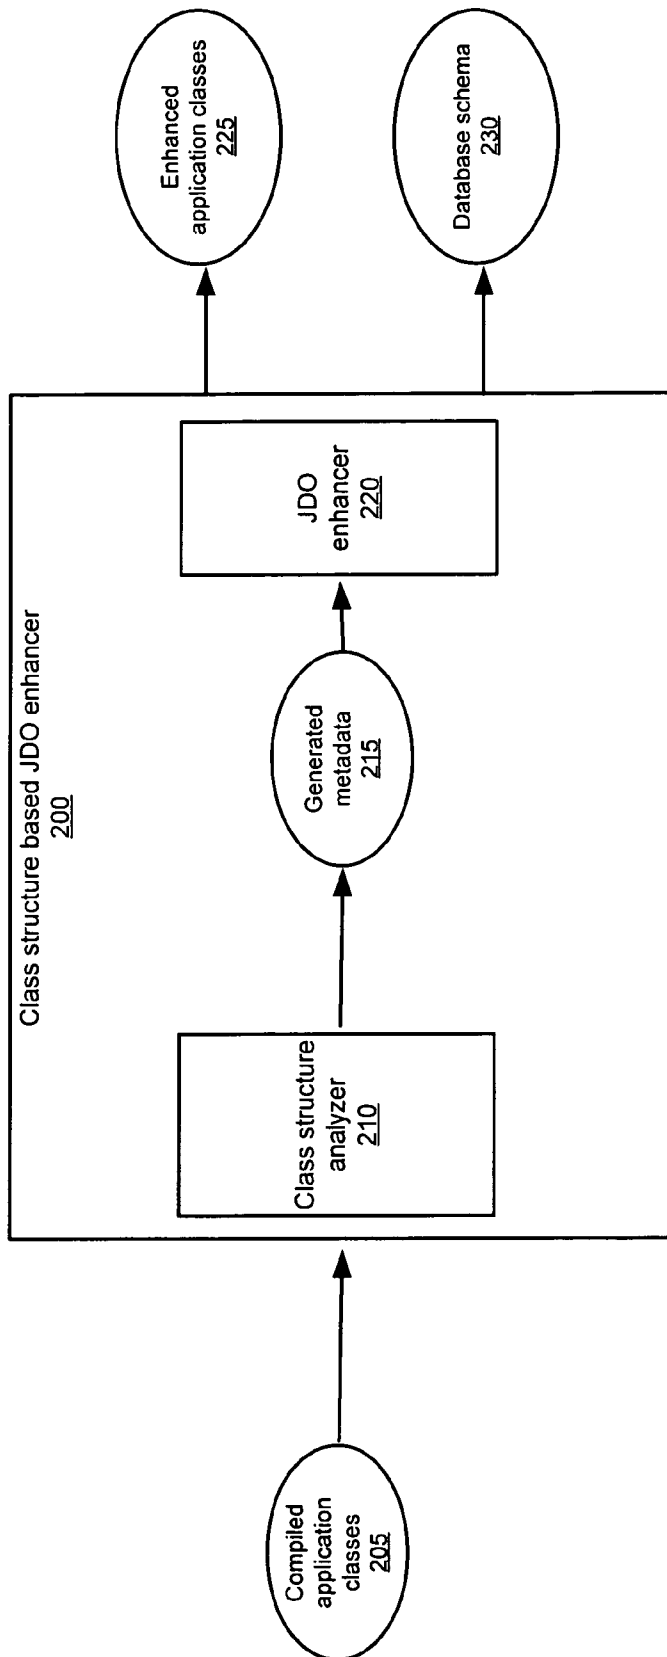 Class structure based JDO enhancer
200
Compiled
application
classes
205
Class structure
analyzer
210
Generated
metadata
215
JDO
enhancer
220
Enhanced
application classes
225
Database schema
230